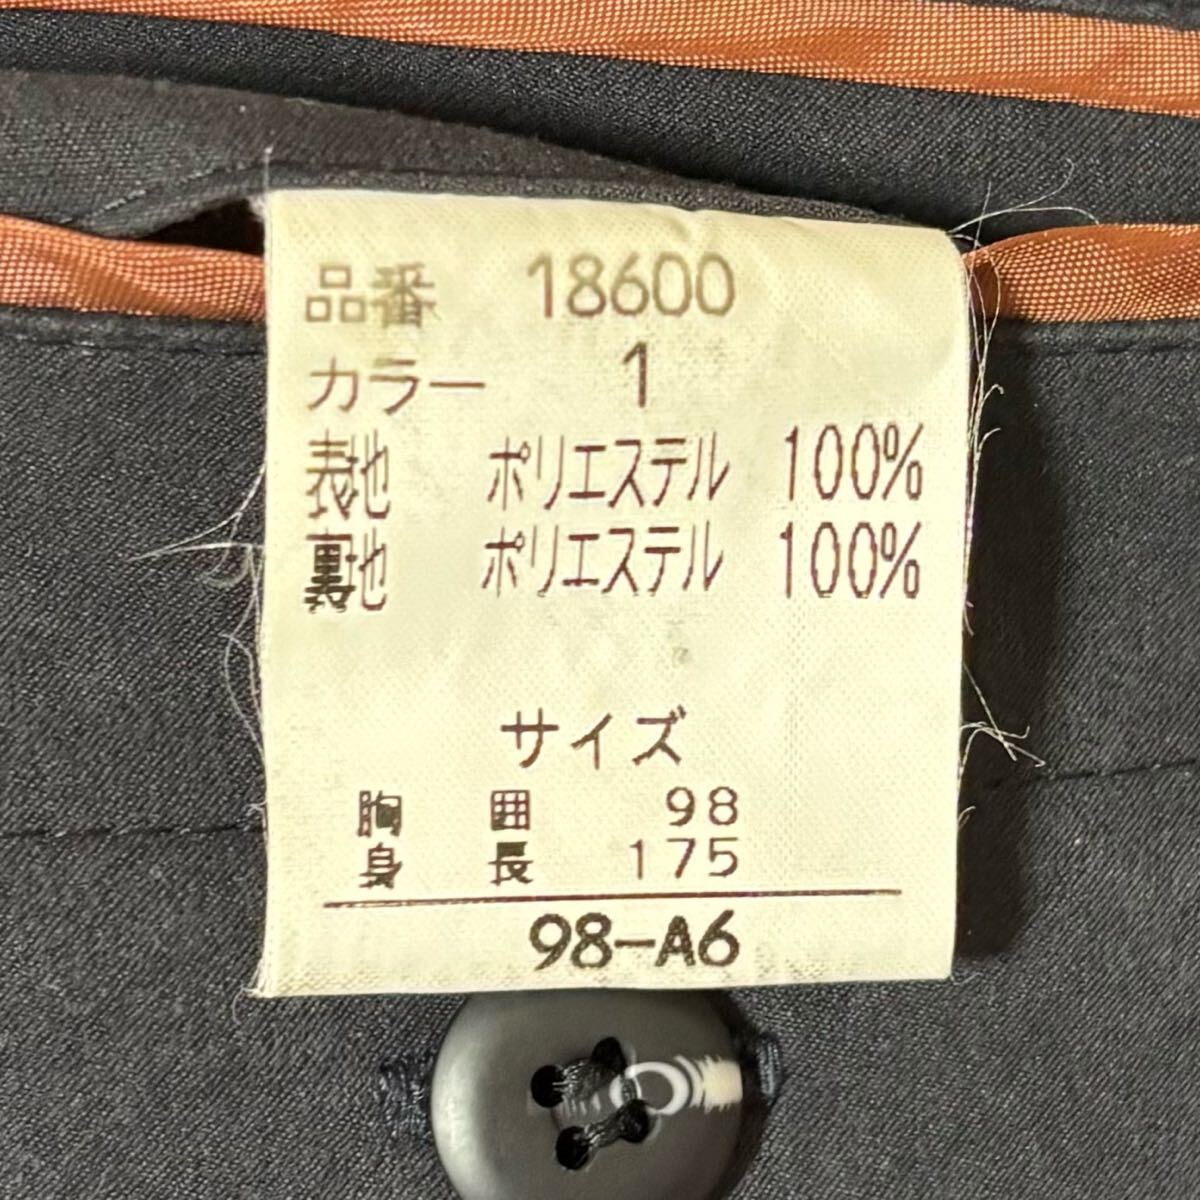 品番 18600
カラー 1
表地 ポリエステル 100%
裏地 ポリエステル 100%
サイズ
胸囲 98
身長 175
98-A6